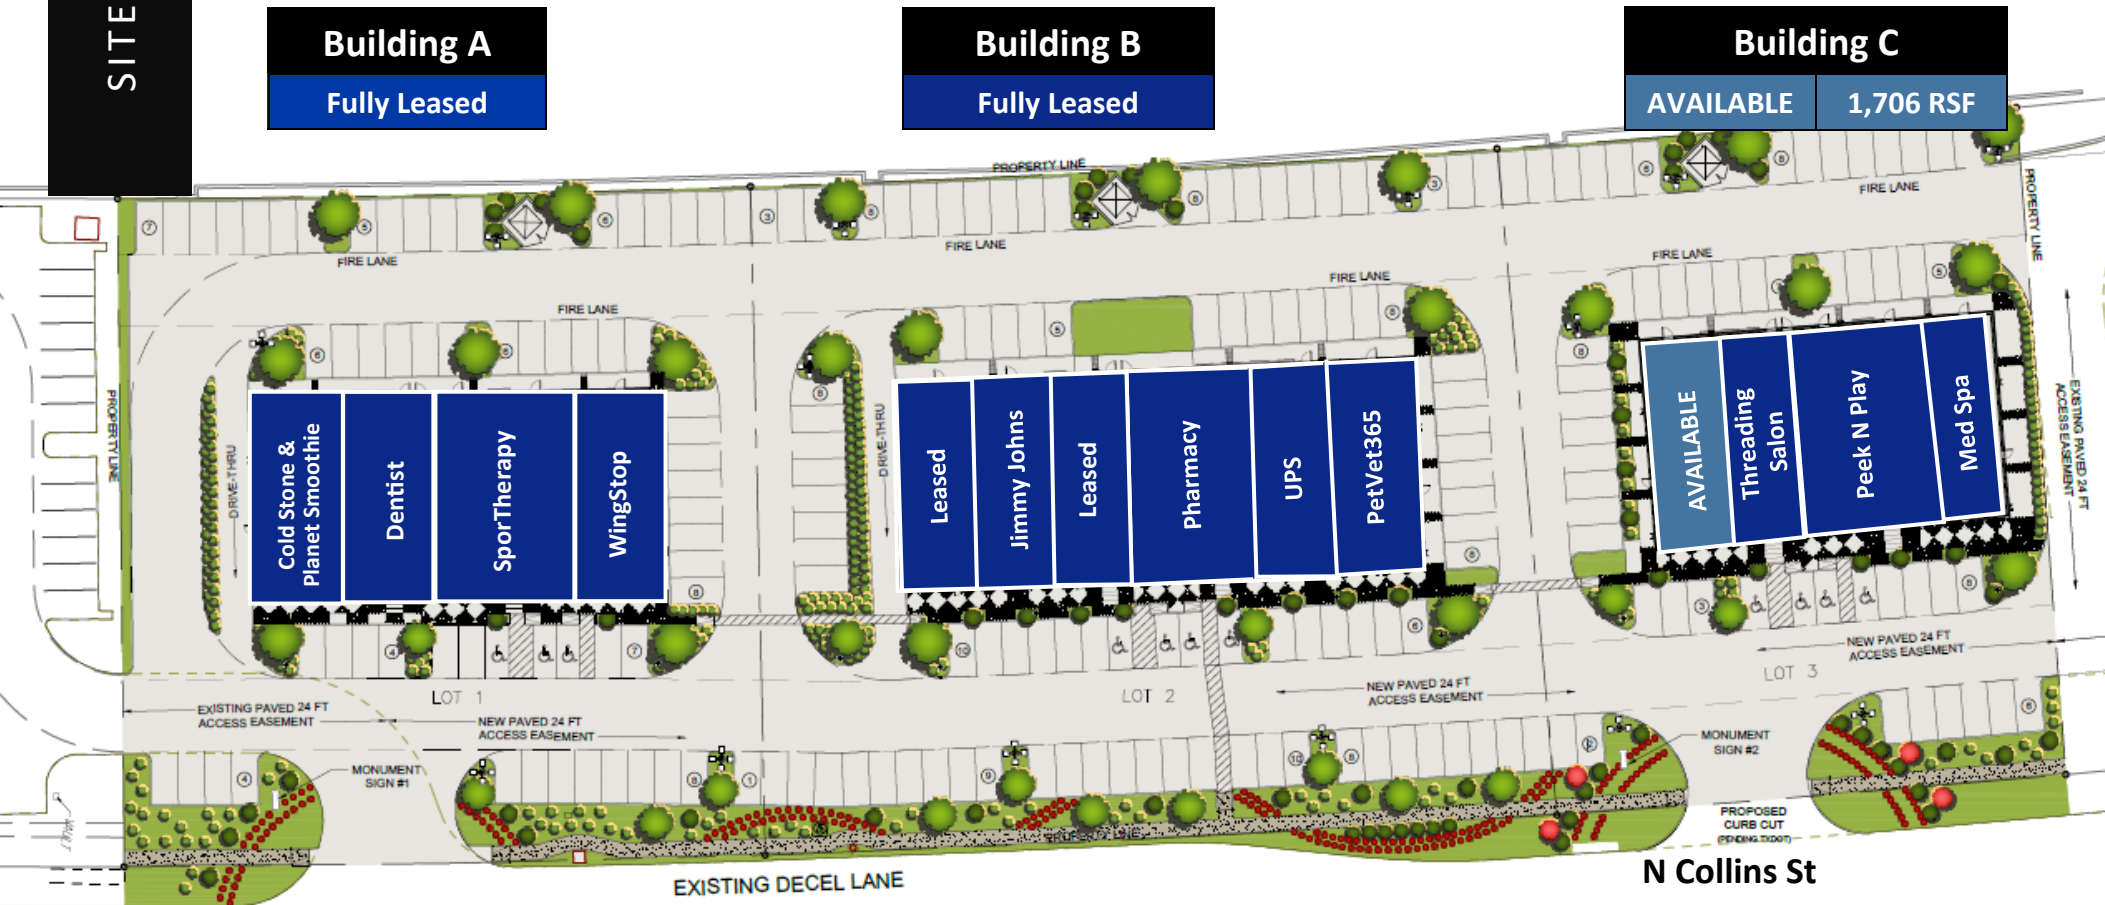 SITE
Building A
Fully Leased
Building B
Fully Leased
Building C
AVAILABLE
1,706 RSF
PROPERTY LINE
FIRE LANE
FIRE LANE
FIRE LANE
FIRE LANE
FIRE LANE
FIRE LANE
PROPERTY LINE
PROPERTY LINE
DRIVE-THRU
Cold Stone &
Planet Smoothie
Dentist
SporTherapy
WingStop
DRIVE-THRU
Leased
Jimmy Johns
Leased
Pharmacy
UPS
PetVet365
AVAILABLE
Threading
Salon
Peek N Play
Med Spa
EXISTING PAVED 24 FT
ACCESS EASEMENT
LOT 1
LOT 2
LOT 3
EXISTING PAVED 24 FT
ACCESS EASEMENT
NEW PAVED 24 FT
ACCESS EASEMENT
NEW PAVED 24 FT
ACCESS EASEMENT
NEW PAVED 24 FT
ACCESS EASEMENT
MONUMENT
SIGN #1
MONUMENT
SIGN #2
PROPERTY LINE
PROPOSED
CURB CUT
(PENDING TXDOT)
EXISTING DECEL LANE
N Collins St